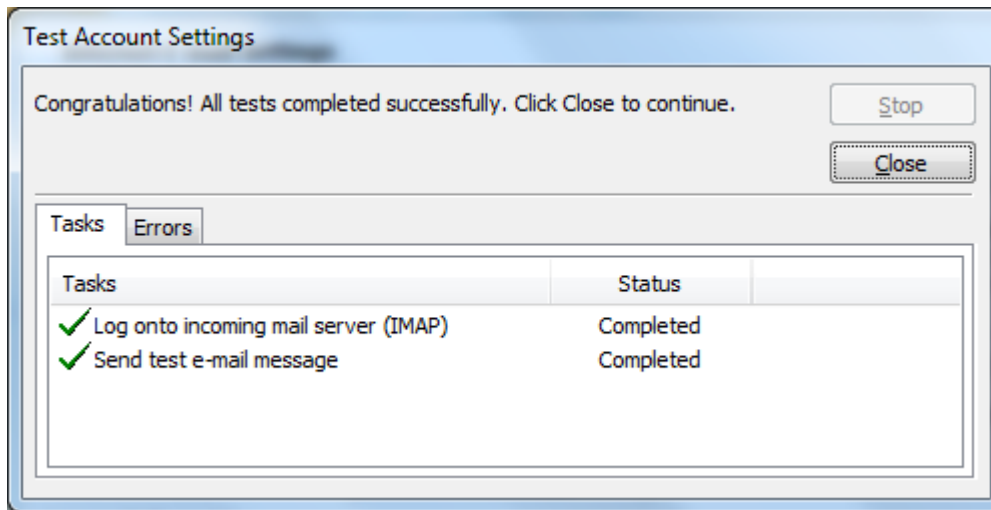 Test Account Settings
Congratulations! All tests completed successfully. Click Close to continue.
Stop
Close
Tasks
Errors
Tasks Status
Log onto incoming mail server (IMAP) Completed
Send test e-mail message Completed